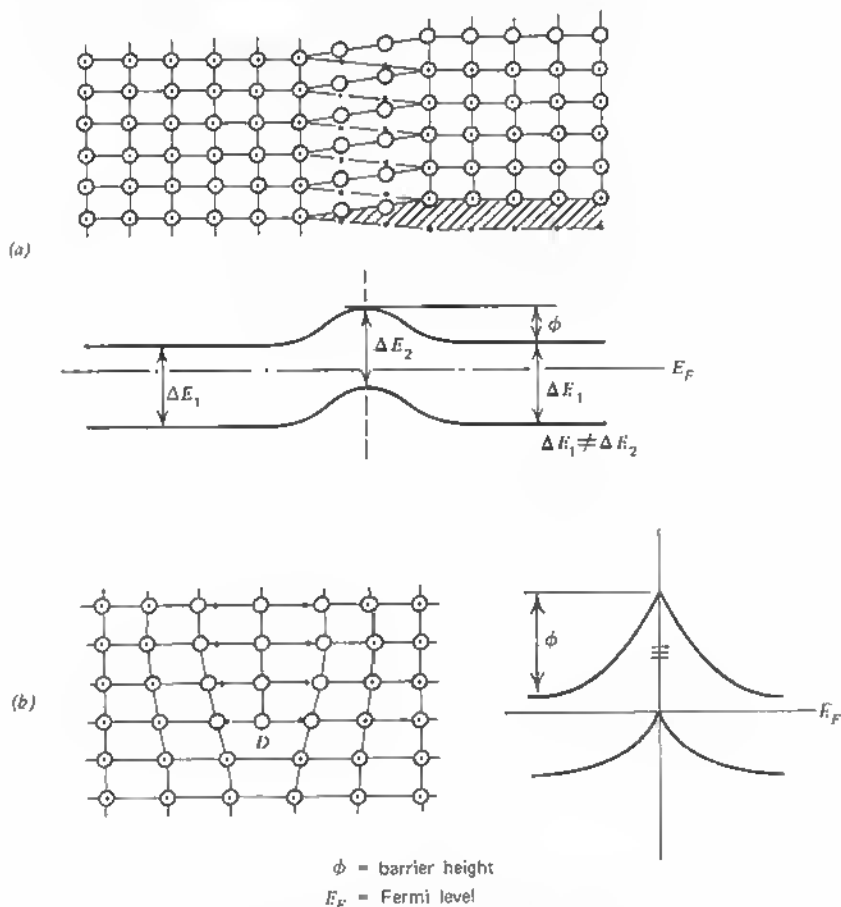 (a)
ϕ
ΔE₂
E_F
ΔE₁
ΔE₁
ΔE₁≠ΔE₂
(b)
ϕ
D
E_F
ϕ = barrier height
E_F = Fermi level